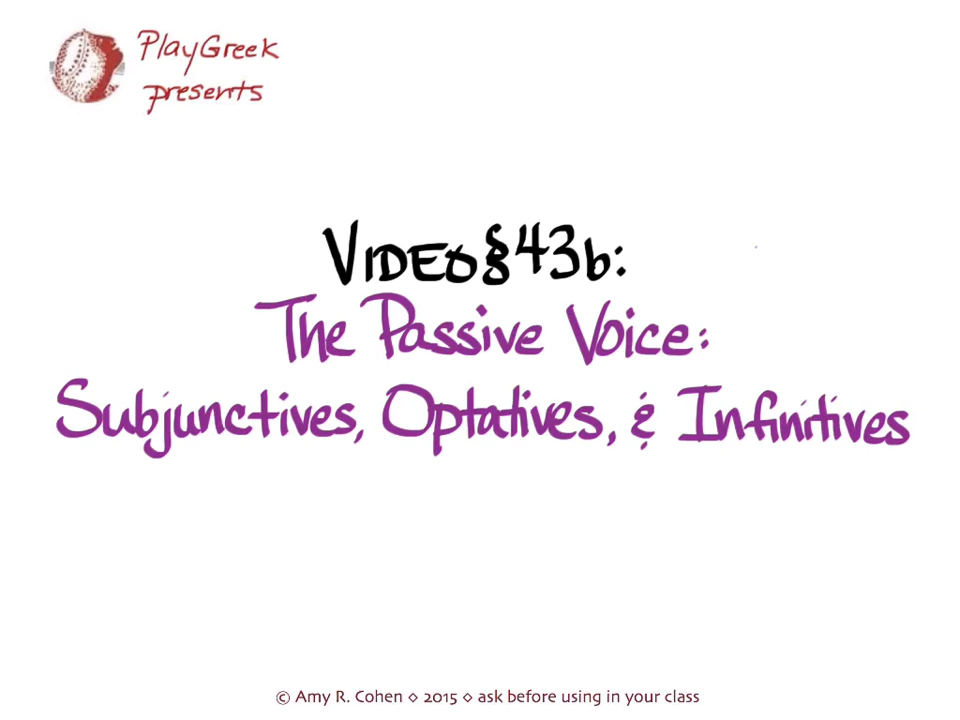 PlayGreek
presents
VIDEO §43b:
The Passive Voice:
Subjunctives, Optatives, & Infinitives
© Amy R. Cohen ◇ 2015 ◇ ask before using in your class